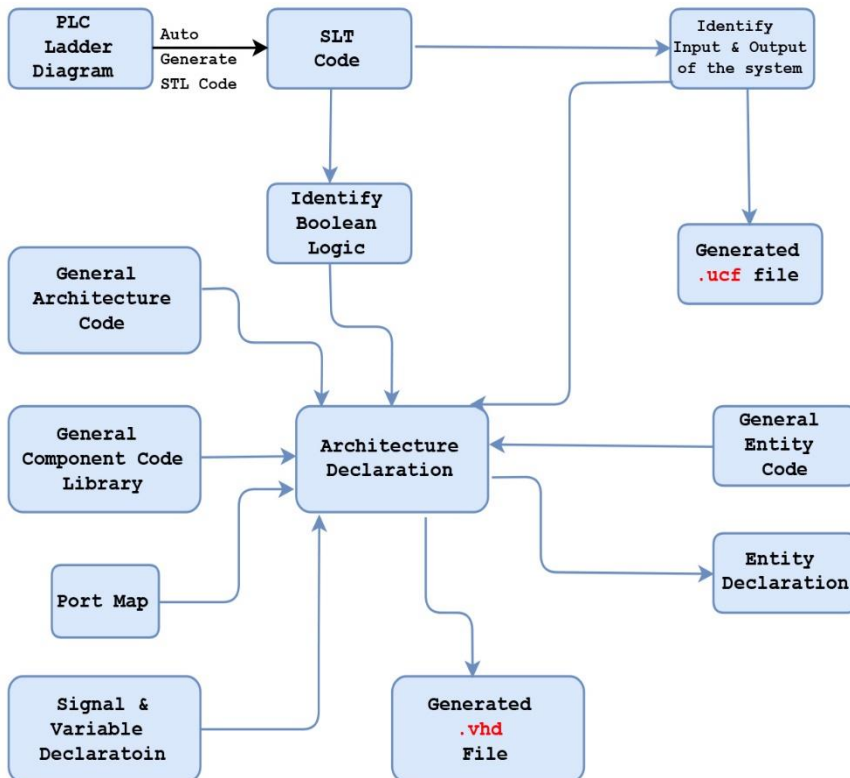 PLC
Ladder
Diagram
Auto
Generate
STL Code
SLT
Code
Identify
Input & Output
of the system
Identify
Boolean
Logic
Generated
.ucf file
General
Architecture
Code
General
Component Code
Library
Architecture
Declaration
General
Entity
Code
Port Map
Entity
Declaration
Signal &
Variable
Declaratoin
Generated
.vhd
File